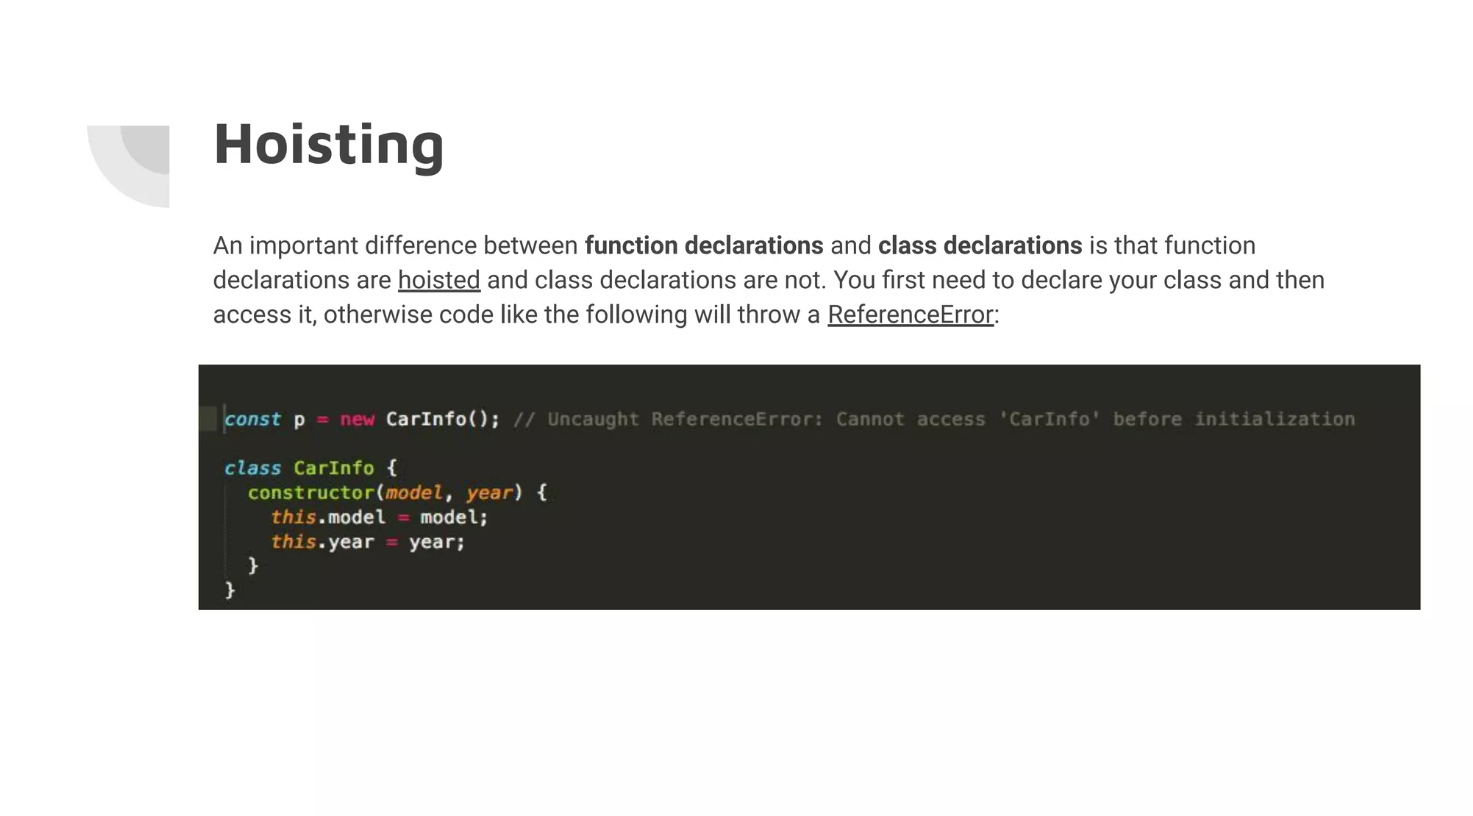 Hoisting
An important difference between function declarations and class declarations is that function
declarations are hoisted and class declarations are not. You first need to declare your class and then
access it, otherwise code like the following will throw a ReferenceError:
const p = new CarInfo(); // Uncaught ReferenceError: Cannot access 'CarInfo' before initialization
class CarInfo {
  constructor(model, year) {
    this.model = model;
    this.year = year;
  }
}